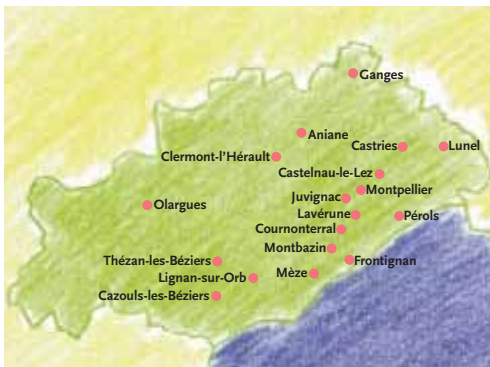 Ganges
Aniane
Castries
Lunel
Clermont-l'Hérault
Castelnau-le-Lez
Montpellier
Juvignac
Olargues
Lavérune
Pérols
Cournonterral
Montbazin
Thézan-les-Béziers
Frontignan
Lignan-sur-Orb
Mèze
Cazouls-les-Béziers